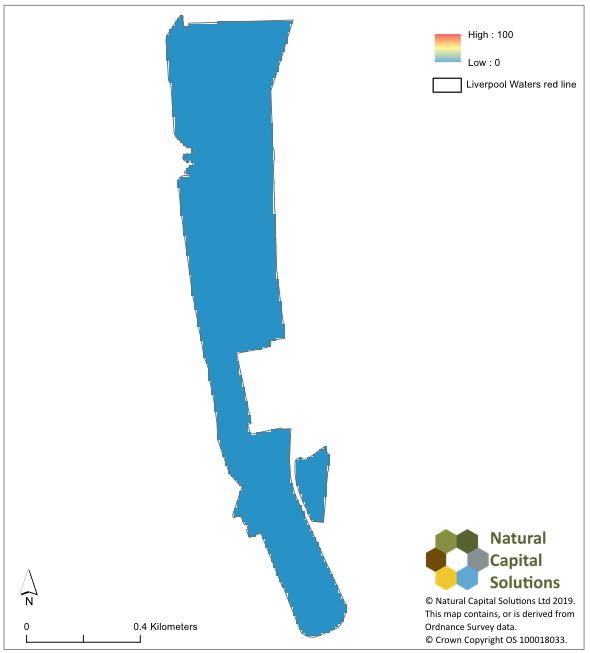 High : 100
Low : 0
Liverpool Waters red line
Natural
Capital
Solutions
N
0 0.4 Kilometers
© Natural Capital Solutions Ltd 2019.
This map contains, or is derived from
Ordnance Survey data.
© Crown Copyright OS 100018033.